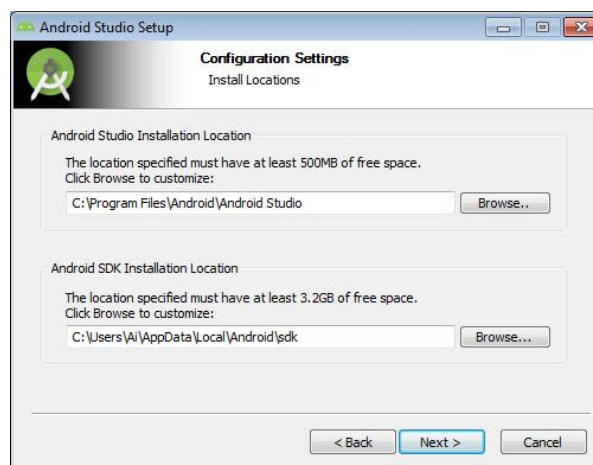 Android Studio Setup
Configuration Settings
Install Locations
Android Studio Installation Location
The location specified must have at least 500MB of free space.
Click Browse to customize:
C:\Program Files\Android\Android Studio
Browse..
Android SDK Installation Location
The location specified must have at least 3.2GB of free space.
Click Browse to customize:
C:\Users\Ai\AppData\Local\Android\sdk
Browse...
< Back
Next >
Cancel